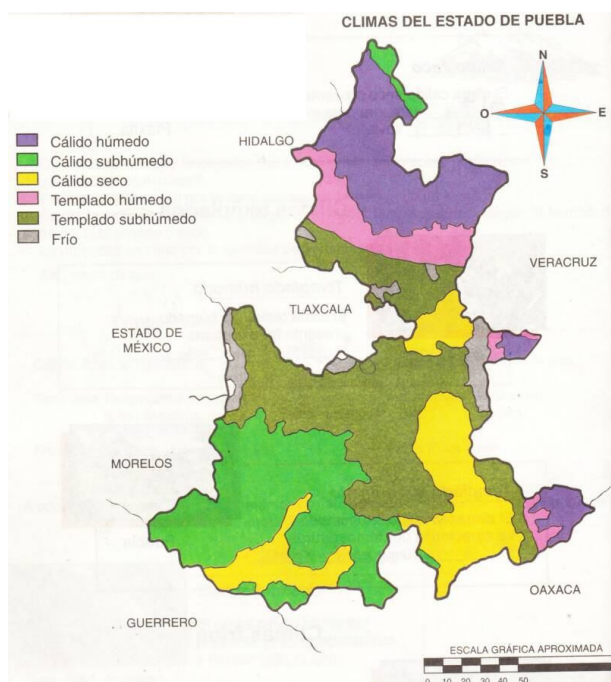 CLIMAS DEL ESTADO DE PUEBLA
N
O
E
S
Cálido húmedo
Cálido subhúmedo
Cálido seco
Templado húmedo
Templado subhúmedo
Frío
HIDALGO
VERACRUZ
TLAXCALA
ESTADO DE
MÉXICO
MORELOS
OAXACA
GUERRERO
ESCALA GRÁFICA APROXIMADA
0 10 20 30 40 50